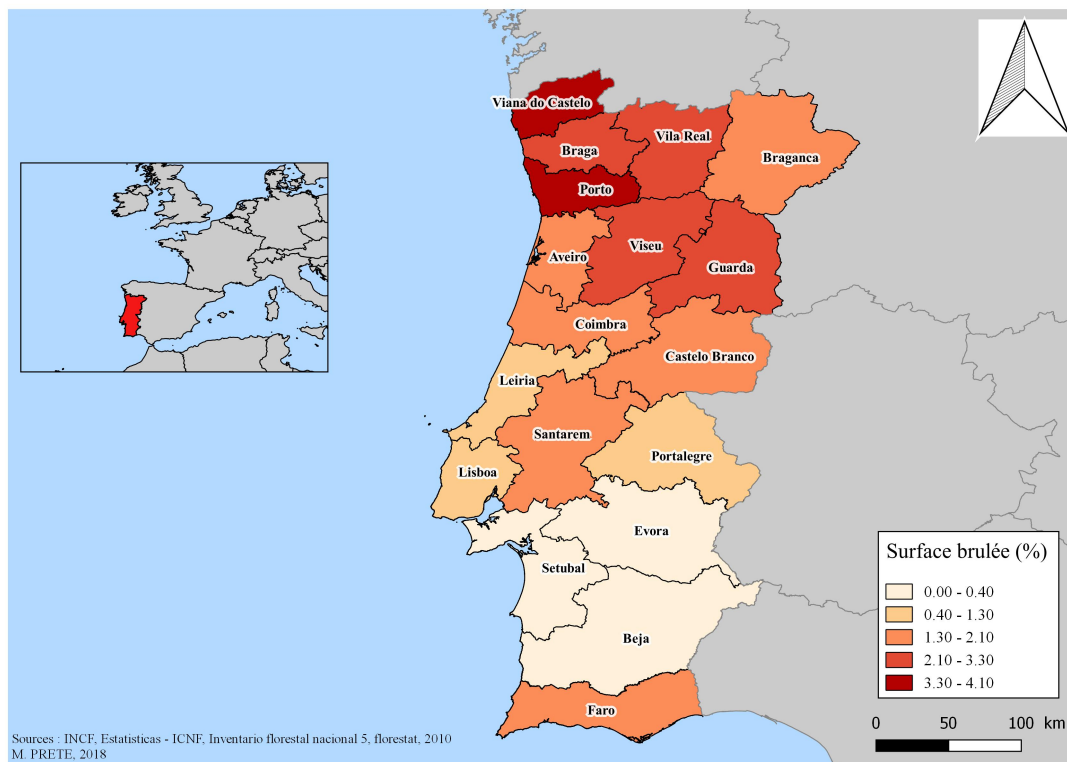 Viana do Castelo
Braga
Vila Real
Braganca
Porto
Aveiro
Viseu
Guarda
Coimbra
Castelo Branco
Leiria
Santarem
Lisboa
Portalegre
Evora
Setubal
Beja
Faro
Surface brulée (%)
0.00 - 0.40
0.40 - 1.30
1.30 - 2.10
2.10 - 3.30
3.30 - 4.10
0 50 100 km
Sources : INCF, Estatisticas - ICNF, Inventario florestal nacional 5, florestat, 2010
M. PRETE, 2018